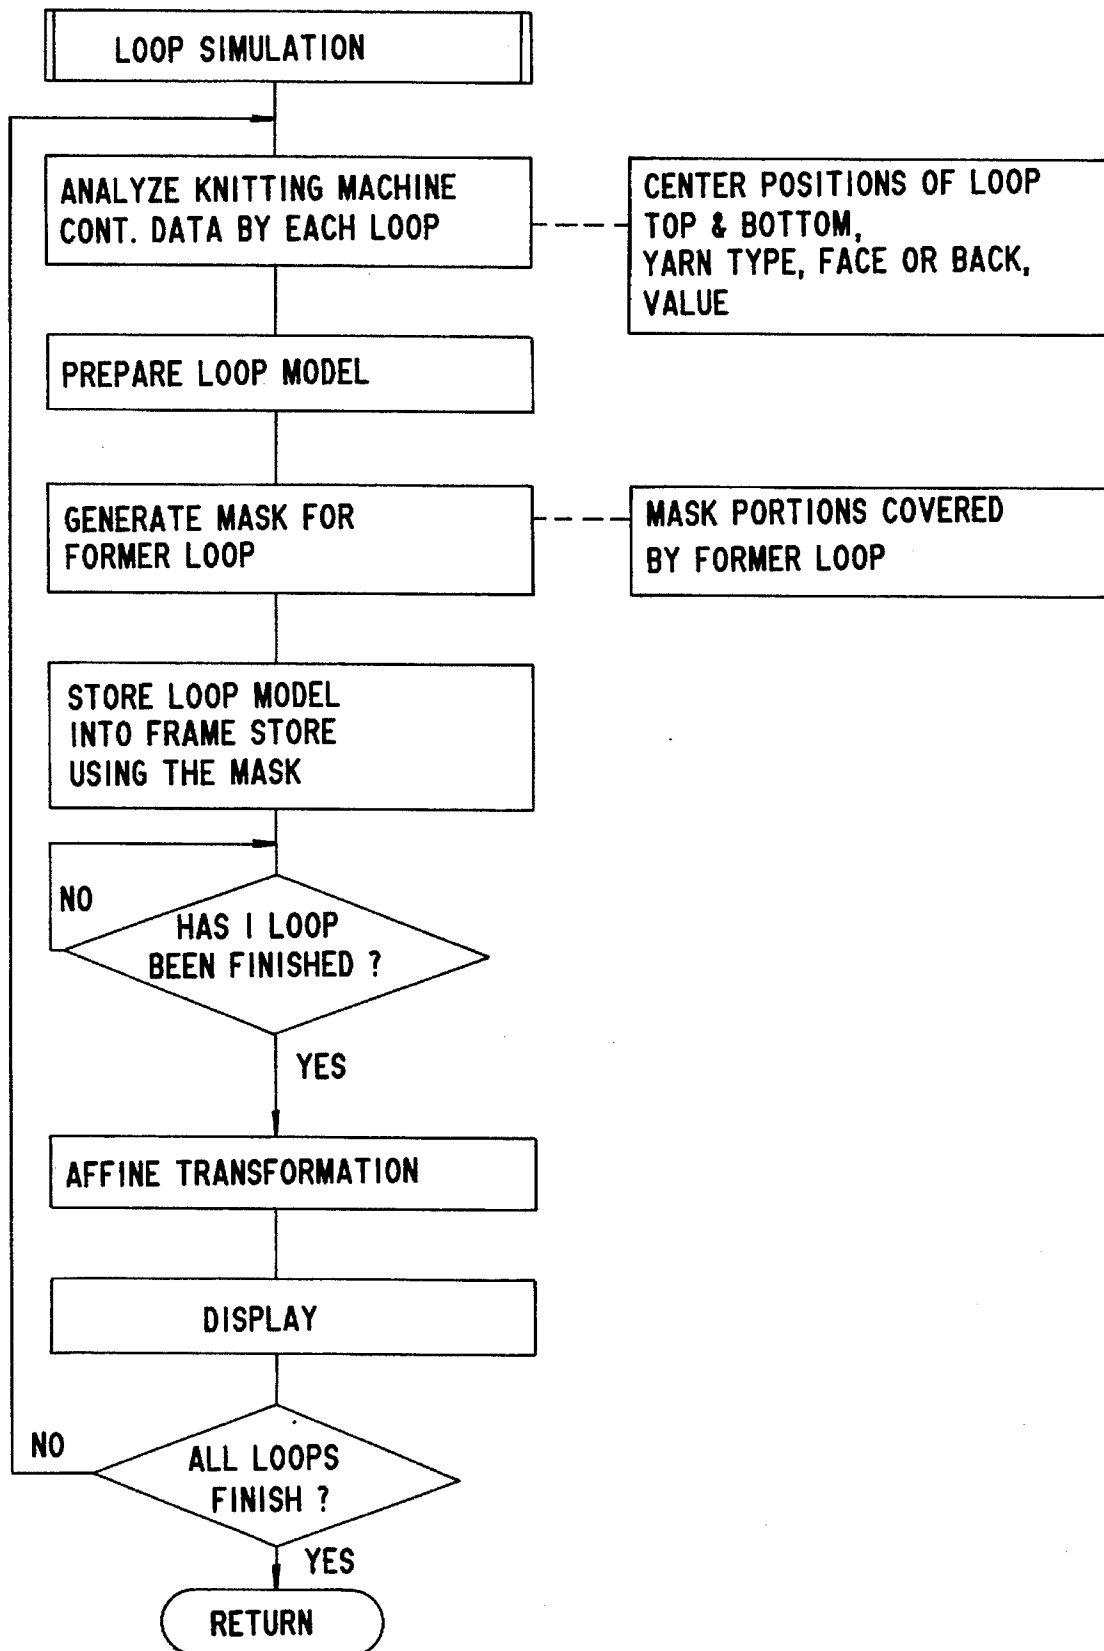 LOOP SIMULATION
ANALYZE KNITTING MACHINE
CONT. DATA BY EACH LOOP
CENTER POSITIONS OF LOOP
TOP & BOTTOM,
YARN TYPE, FACE OR BACK,
VALUE
PREPARE LOOP MODEL
GENERATE MASK FOR
FORMER LOOP
MASK PORTIONS COVERED
BY FORMER LOOP
STORE LOOP MODEL
INTO FRAME STORE
USING THE MASK
NO
HAS I LOOP
BEEN FINISHED ?
YES
AFFINE TRANSFORMATION
DISPLAY
NO
ALL LOOPS
FINISH ?
YES
RETURN